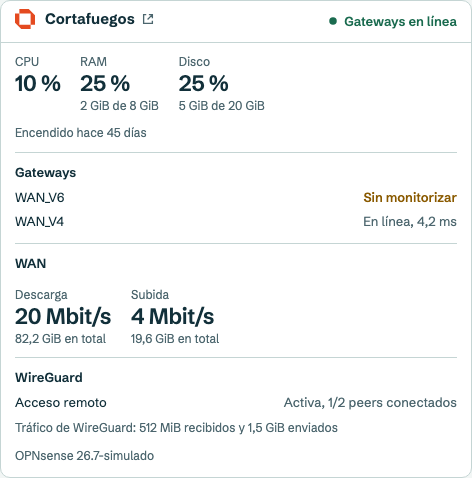 Cortafuegos
Gateways en línea
CPU RAM Disco
10 % 25 % 25 %
2 GiB de 8 GiB 5 GiB de 20 GiB
Encendido hace 45 días
Gateways
WAN_V6 Sin monitorizar
WAN_V4 En línea, 4,2 ms
WAN
Descarga Subida
20 Mbit/s 4 Mbit/s
82,2 GiB en total 19,6 GiB en total
WireGuard
Acceso remoto Activa, 1/2 peers conectados
Tráfico de WireGuard: 512 MiB recibidos y 1,5 GiB enviados
OPNsense 26.7-simulado